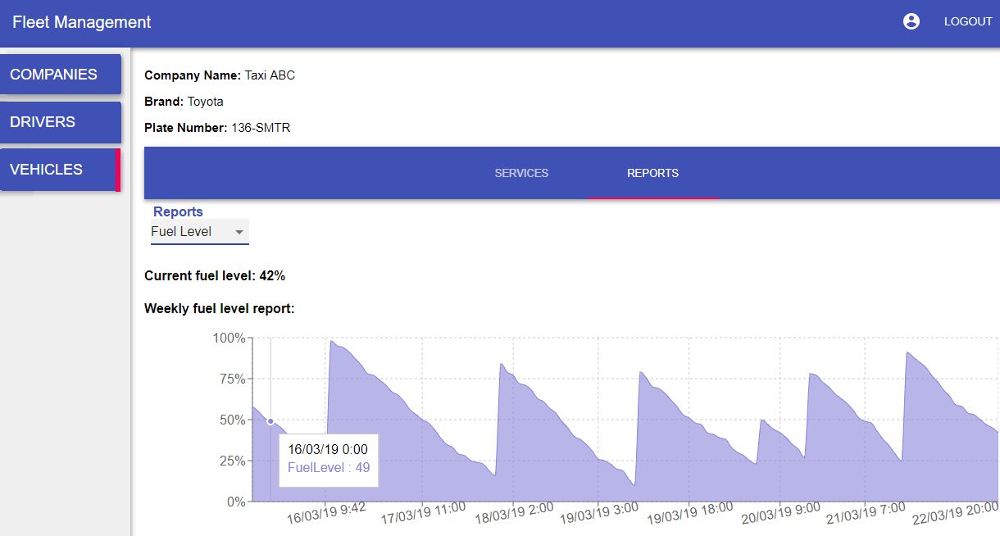 Fleet Management
LOGOUT
COMPANIES
DRIVERS
VEHICLES
Company Name: Taxi ABC
Brand: Toyota
Plate Number: 136-SMTR
SERVICES
REPORTS
Reports
Fuel Level
Current fuel level: 42%
Weekly fuel level report:
100%
75%
50%
25%
0%
16/03/19 0:00
FuelLevel : 49
16/03/19 9:42
17/03/19 11:00
18/03/19 2:00
19/03/19 3:00
19/03/19 18:00
20/03/19 9:00
21/03/19 7:00
22/03/19 20:00